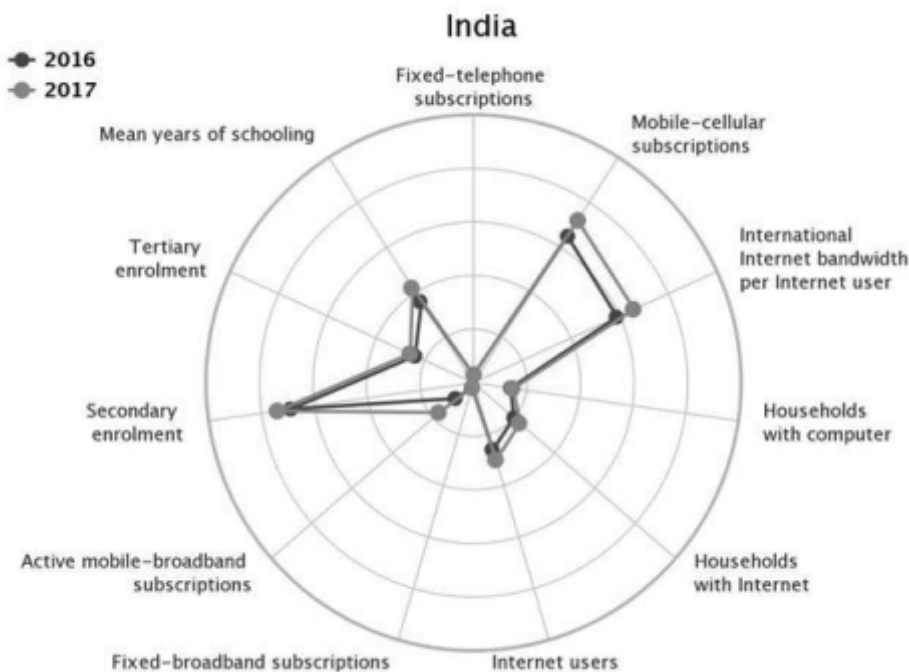 India
2016
2017
Fixed-telephone
subscriptions
Mobile-cellular
subscriptions
International
Internet bandwidth
per Internet user
Households
with computer
Households
with Internet
Internet users
Fixed-broadband subscriptions
Active mobile-broadband
subscriptions
Secondary
enrolment
Tertiary
enrolment
Mean years of schooling